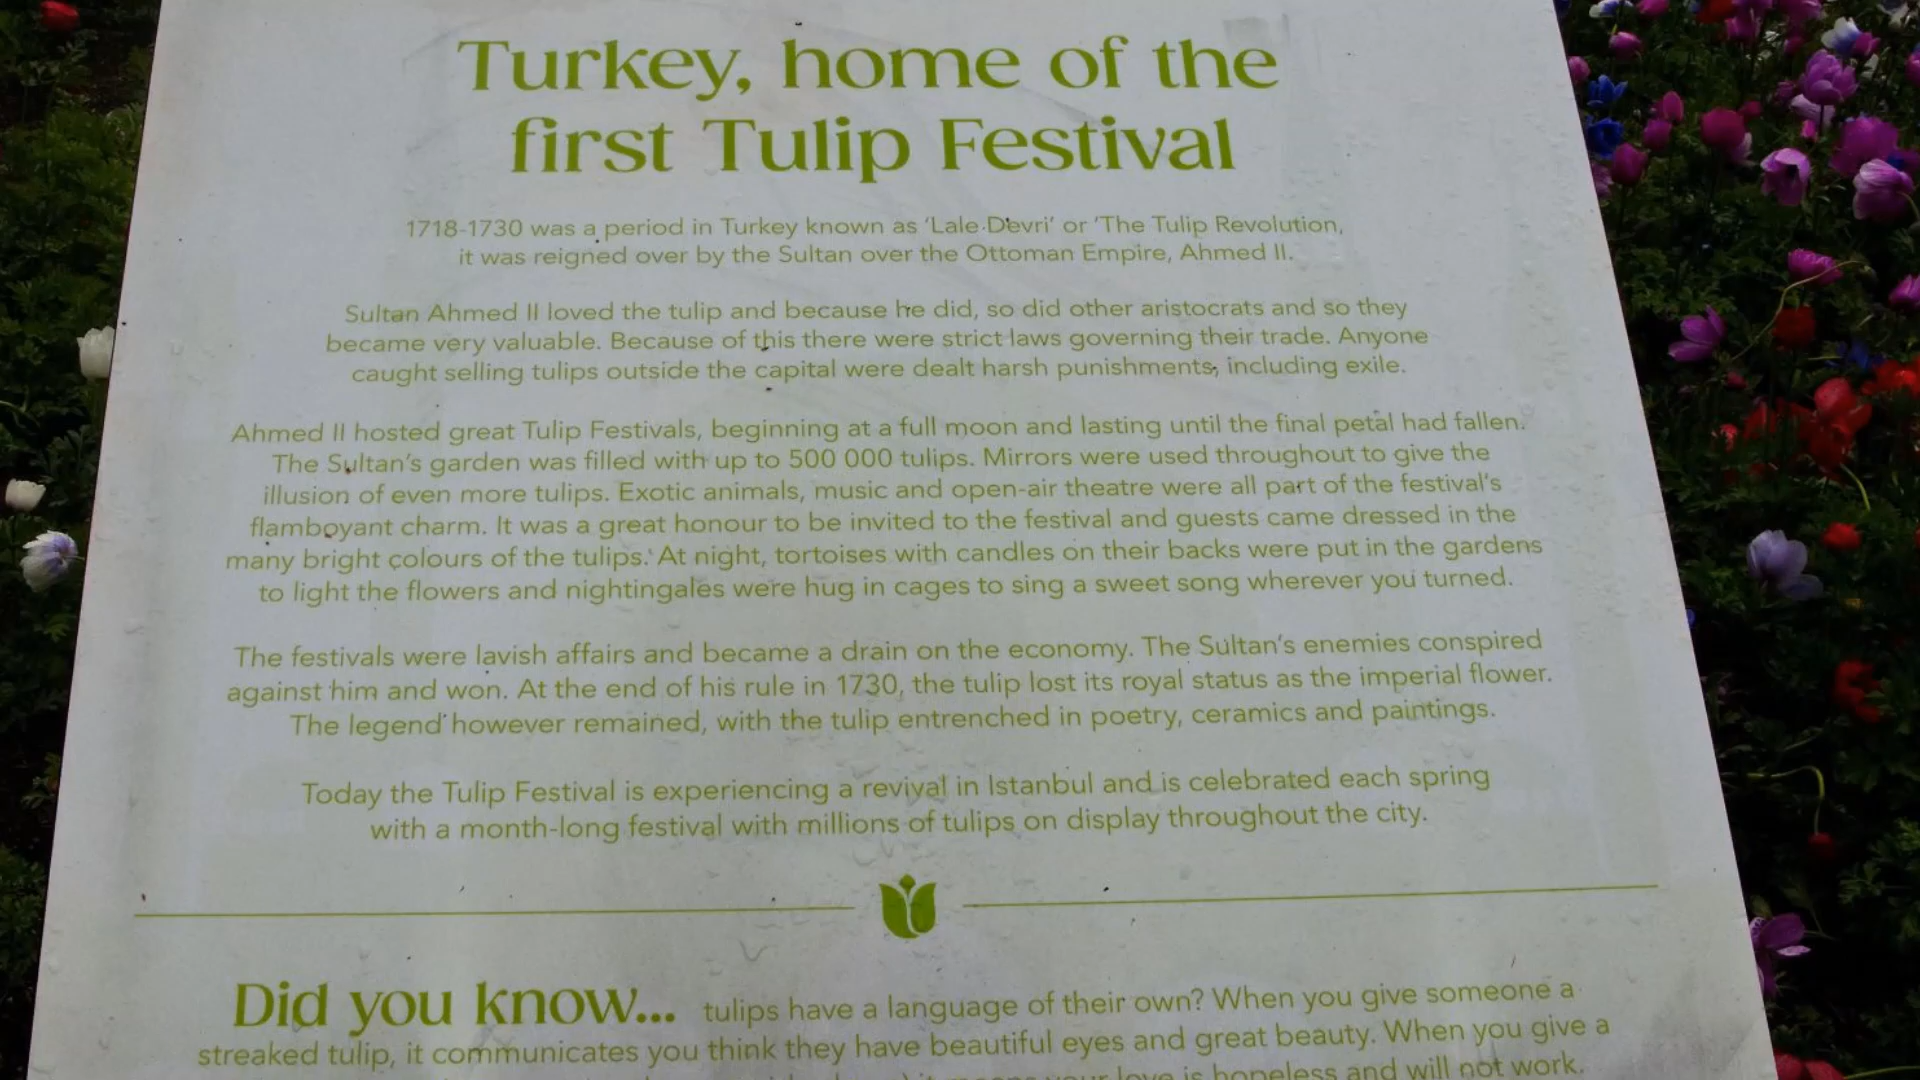 Turkey, home of the
first Tulip Festival
1718-1730 was a period in Turkey known as 'Lale Devri' or 'The Tulip Revolution,
it was reigned over by the Sultan over the Ottoman Empire, Ahmed II.
Sultan Ahmed II loved the tulip and because he did, so did other aristocrats and so they
became very valuable. Because of this there were strict laws governing their trade. Anyone
caught selling tulips outside the capital were dealt harsh punishments, including exile.
Ahmed II hosted great Tulip Festivals, beginning at a full moon and lasting until the final petal had fallen.
The Sultan's garden was filled with up to 500 000 tulips. Mirrors were used throughout to give the
illusion of even more tulips. Exotic animals, music and open-air theatre were all part of the festival's
flamboyant charm. It was a great honour to be invited to the festival and guests came dressed in the
many bright colours of the tulips. At night, tortoises with candles on their backs were put in the gardens
to light the flowers and nightingales were hug in cages to sing a sweet song wherever you turned.
The festivals were lavish affairs and became a drain on the economy. The Sultan's enemies conspired
against him and won. At the end of his rule in 1730, the tulip lost its royal status as the imperial flower.
The legend however remained, with the tulip entrenched in poetry, ceramics and paintings.
Today the Tulip Festival is experiencing a revival in Istanbul and is celebrated each spring
with a month-long festival with millions of tulips on display throughout the city.
Did you know... tulips have a language of their own? When you give someone a
streaked tulip, it communicates you think they have beautiful eyes and great beauty. When you give a
it means your love is hopeless and will not work.